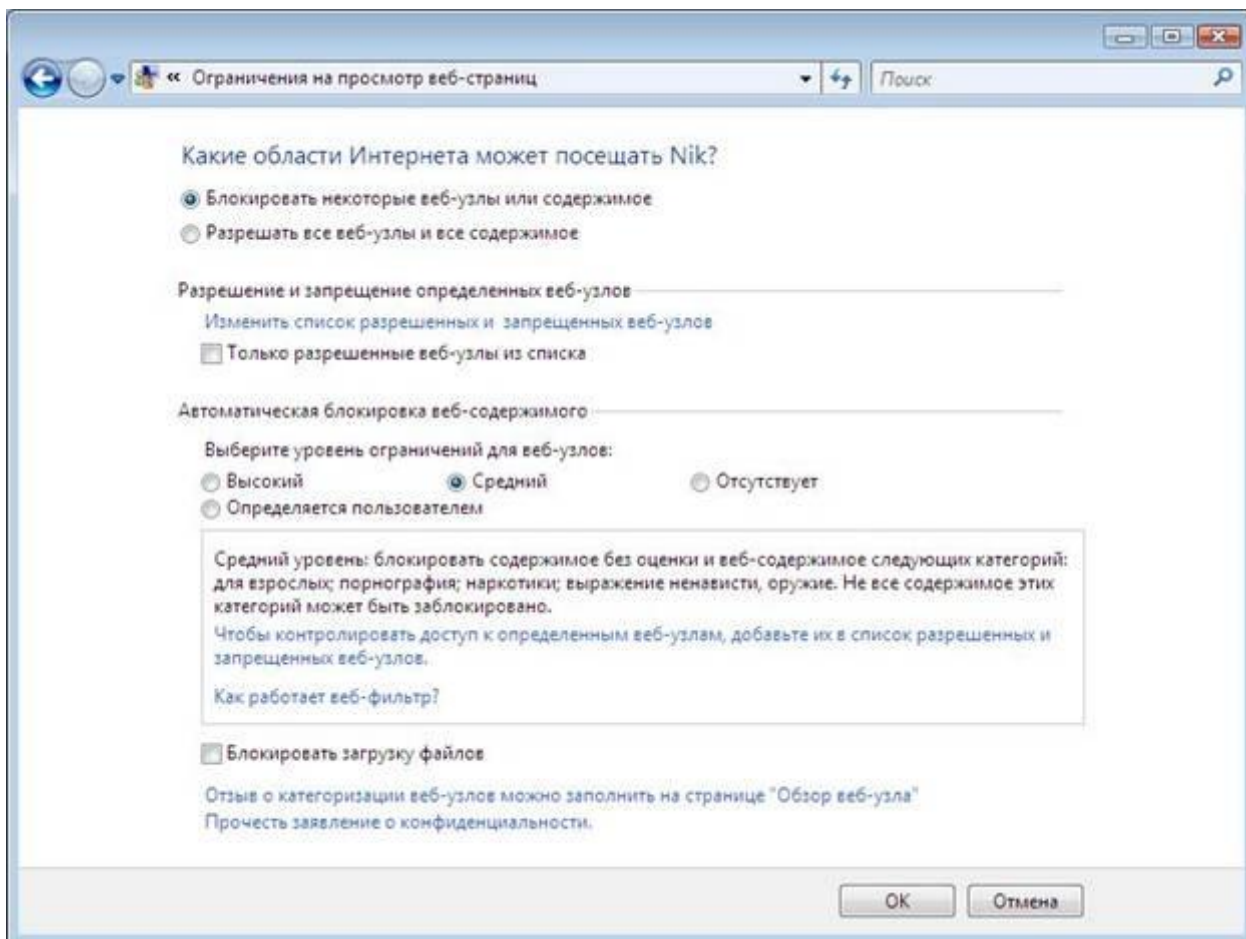 « Ограничения на просмотр веб-страниц
Поиск
Какие области Интернета может посещать Nik?
Блокировать некоторые веб-узлы или содержимое
Разрешать все веб-узлы и все содержимое
Разрешение и запрещение определенных веб-узлов
Изменить список разрешенных и запрещенных веб-узлов
Только разрешенные веб-узлы из списка
Автоматическая блокировка веб-содержимого
Выберите уровень ограничений для веб-узлов:
Высокий Средний Отсутствует
Определяется пользователем
Средний уровень: блокировать содержимое без оценки и веб-содержимое следующих категорий:
для взрослых; порнография; наркотики; выражение ненависти, оружие. Не все содержимое этих
категорий может быть заблокировано.
Чтобы контролировать доступ к определенным веб-узлам, добавьте их в список разрешенных и
запрещенных веб-узлов.
Как работает веб-фильтр?
Блокировать загрузку файлов
Отзыв о категоризации веб-узлов можно заполнить на странице "Обзор веб-узла"
Прочесть заявление о конфиденциальности.
OK Отмена